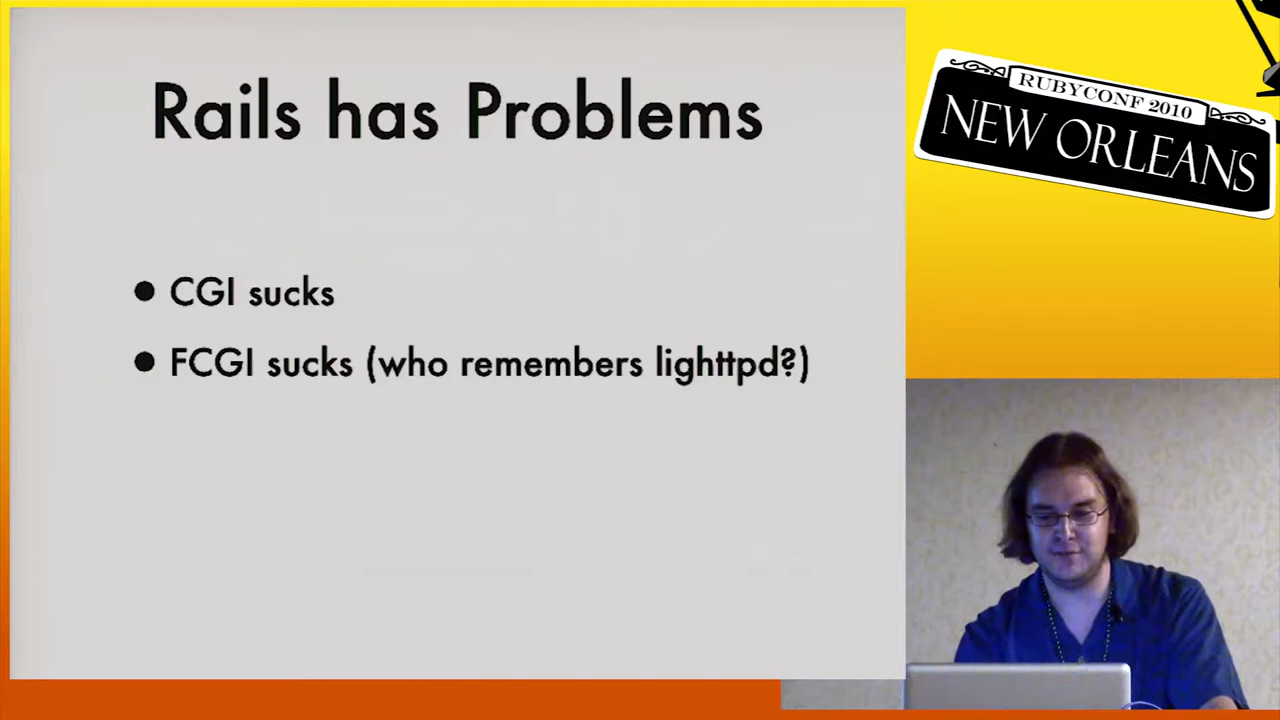 Rails has Problems
• CGI sucks
• FCGI sucks (who remembers lighttpd?)
RUBYCONF 2010
NEW ORLEANS